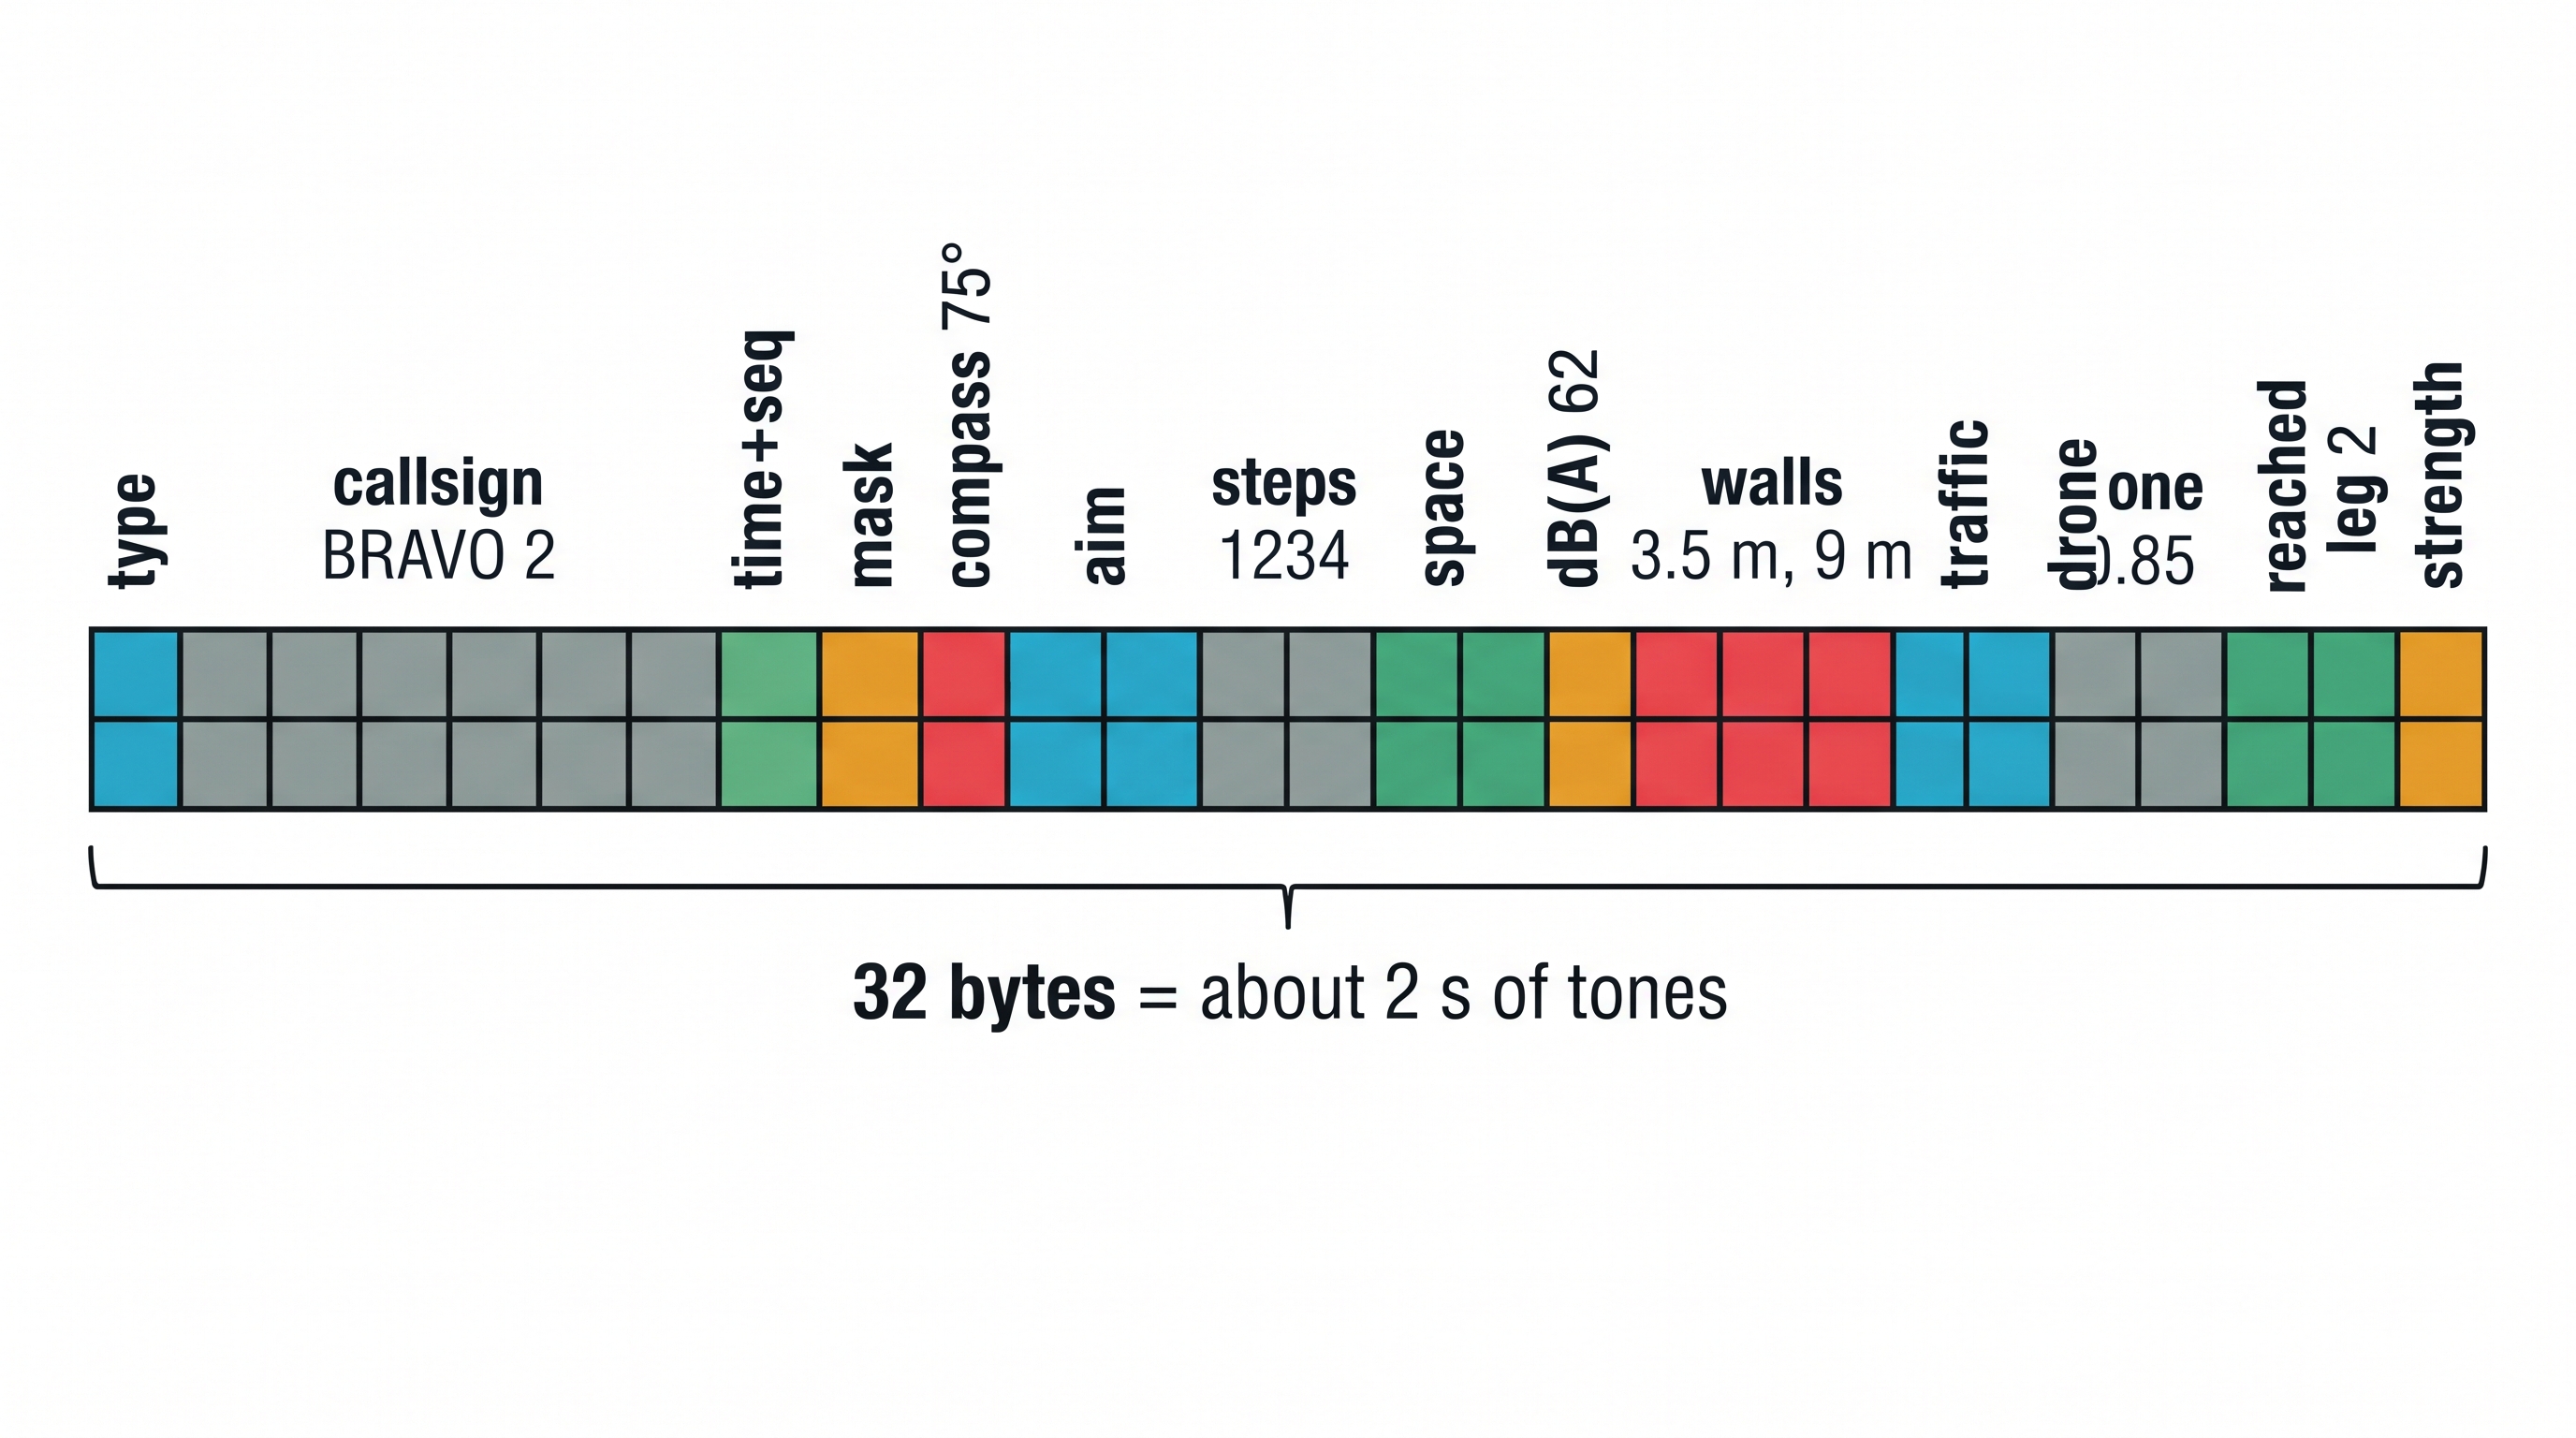 type
callsign
BRAVO 2
time+seq
mask
compass 75°
aim
steps
1234
space
dB(A) 62
walls
3.5 m, 9 m
traffic
drone
one
0.85
reached
leg 2
strength
32 bytes = about 2 s of tones